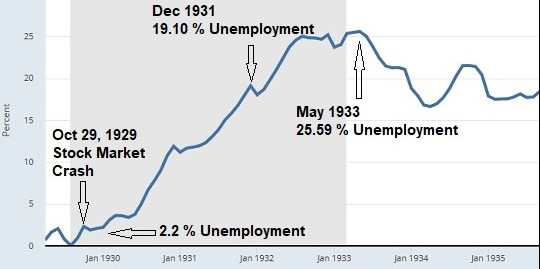 Dec 1931
19.10 % Unemployment
25
20
15
10
5
0
Percent
May 1933
25.59 % Unemployment
Oct 29, 1929
Stock Market
Crash
2.2 % Unemployment
Jan 1930
Jan 1931
Jan 1932
Jan 1933
Jan 1934
Jan 1935